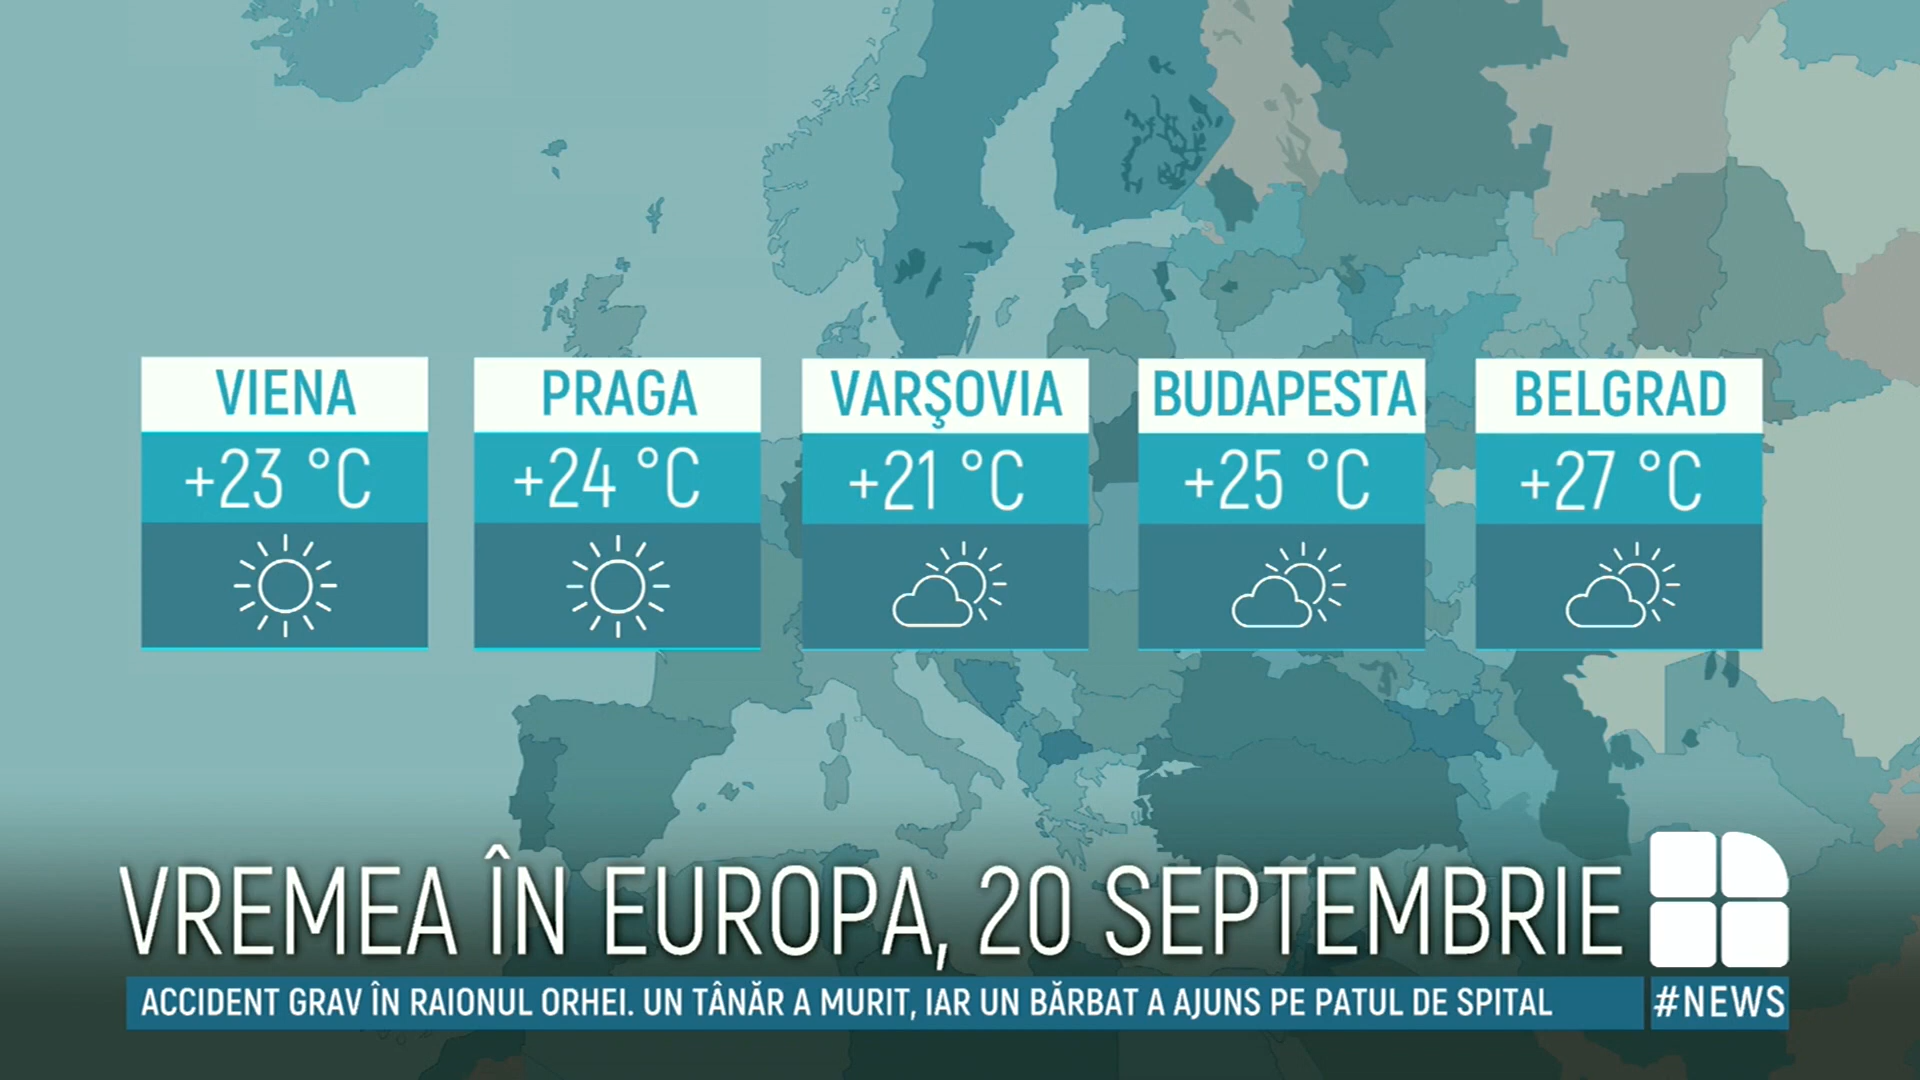 VIENA
+23 °C
PRAGA
+24 °C
VARŞOVIA
+21 °C
BUDAPESTA
+25 °C
BELGRAD
+27 °C
VREMEA ÎN EUROPA, 20 SEPTEMBRIE
ACCIDENT GRAV ÎN RAIONUL ORHEI. UN TÂNĂR A MURIT, IAR UN BĂRBAT A AJUNS PE PATUL DE SPITAL
#NEWS